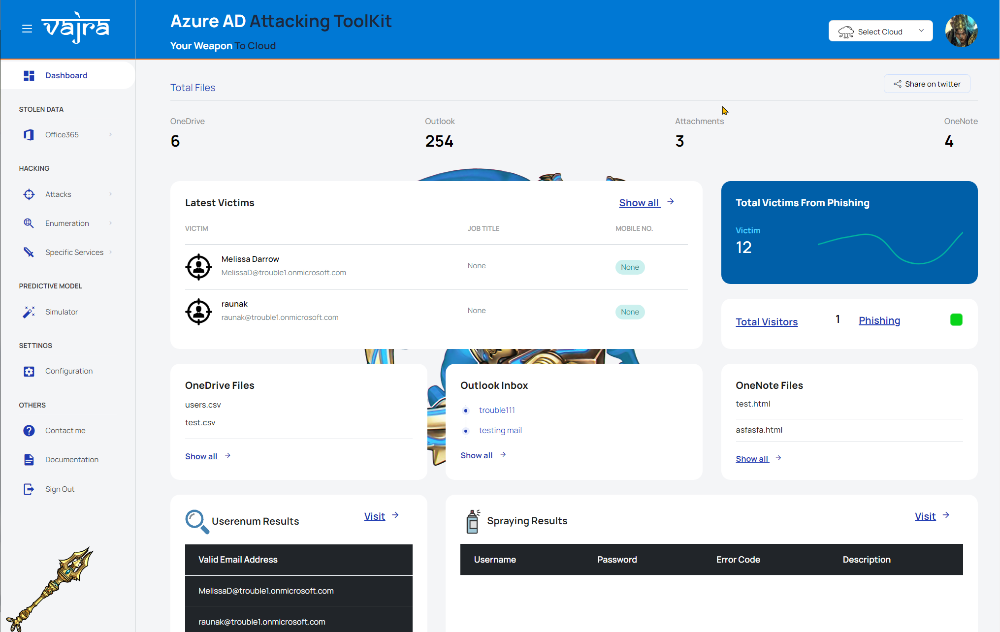 vajra
Azure AD Attacking ToolKit
Your Weapon To Cloud
Select Cloud
Dashboard
STOLEN DATA
Office365
HACKING
Attacks
Enumeration
Specific Services
PREDICTIVE MODEL
Simulator
SETTINGS
Configuration
OTHERS
Contact me
Documentation
Sign Out
Total Files
Share on twitter
OneDrive
6
Outlook
254
Attachments
3
OneNote
4
Latest Victims
Show all
VICTIM JOB TITLE MOBILE NO.
Melissa Darrow
MelissaD@trouble1.onmicrosoft.com
None
None
raunak
raunak@trouble1.onmicrosoft.com
None
None
Total Victims From Phishing
Victim
12
Total Visitors 1 Phishing
OneDrive Files
users.csv
test.csv
Show all
Outlook Inbox
trouble111
testing mail
Show all
OneNote Files
test.html
asfasfa.html
Show all
Userenum Results
Visit
Valid Email Address
MelissaD@trouble1.onmicrosoft.com
raunak@trouble1.onmicrosoft.com
Spraying Results
Visit
Username Password Error Code Description